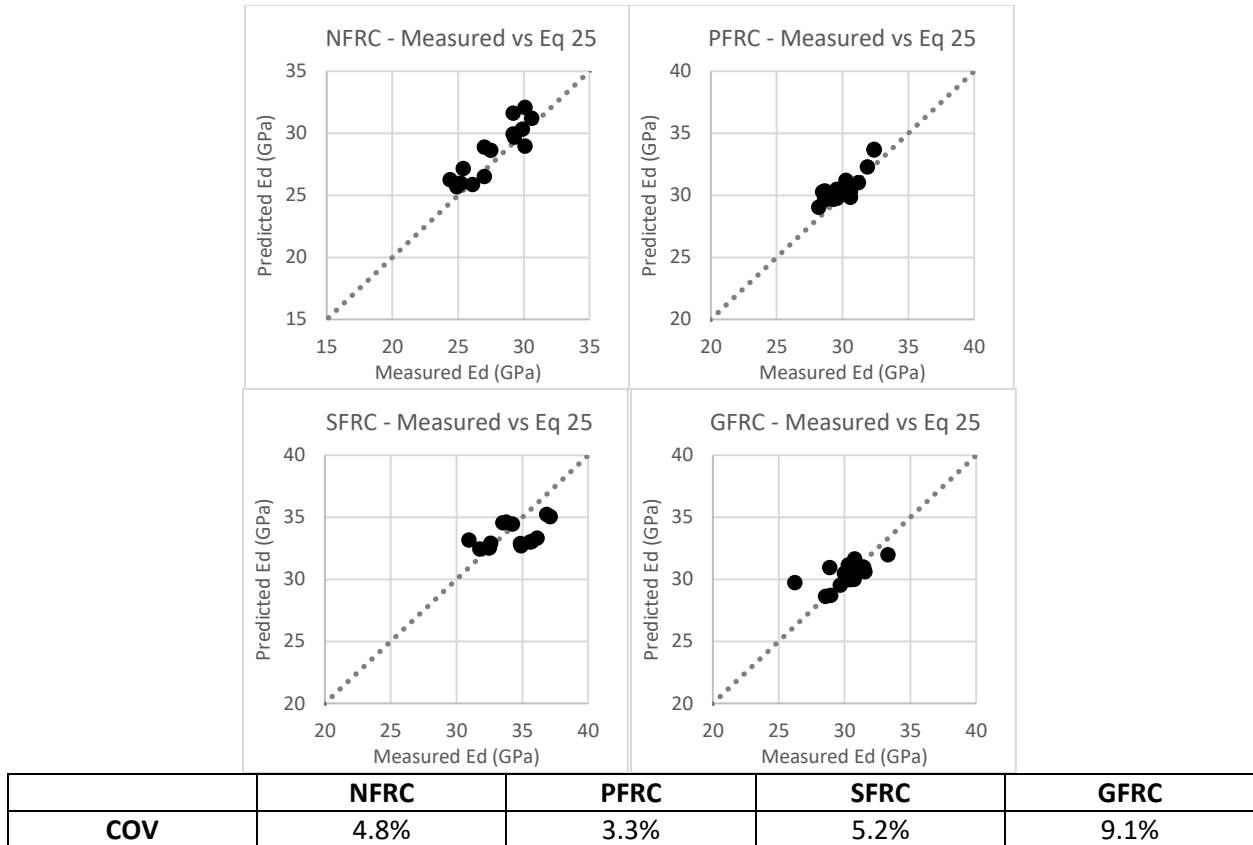 NFRC - Measured vs Eq 25
35
30
25
20
15
15 20 25 30 35
Predicted Ed (GPa)
Measured Ed (GPa)
PFRC - Measured vs Eq 25
40
35
30
25
20
20 25 30 35 40
Predicted Ed (GPa)
Measured Ed (GPa)
SFRC - Measured vs Eq 25
40
35
30
25
20
20 25 30 35 40
Predicted Ed (GPa)
Measured Ed (GPa)
GFRC - Measured vs Eq 25
40
35
30
25
20
20 25 30 35 40
Predicted Ed (GPa)
Measured Ed (GPa)
NFRC PFRC SFRC GFRC
COV 4.8% 3.3% 5.2% 9.1%